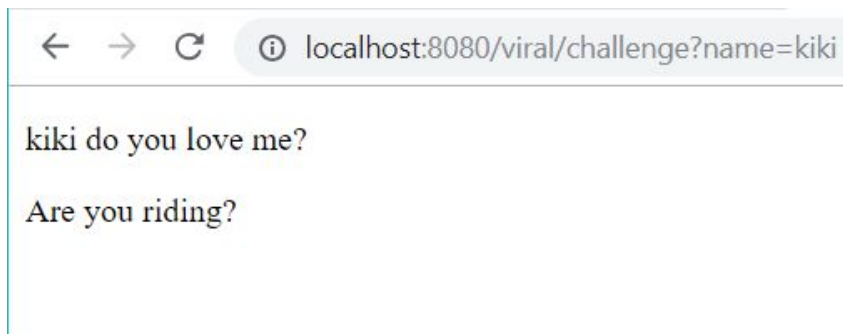 localhost:8080/viral/challenge?name=kiki
kiki do you love me?
Are you riding?